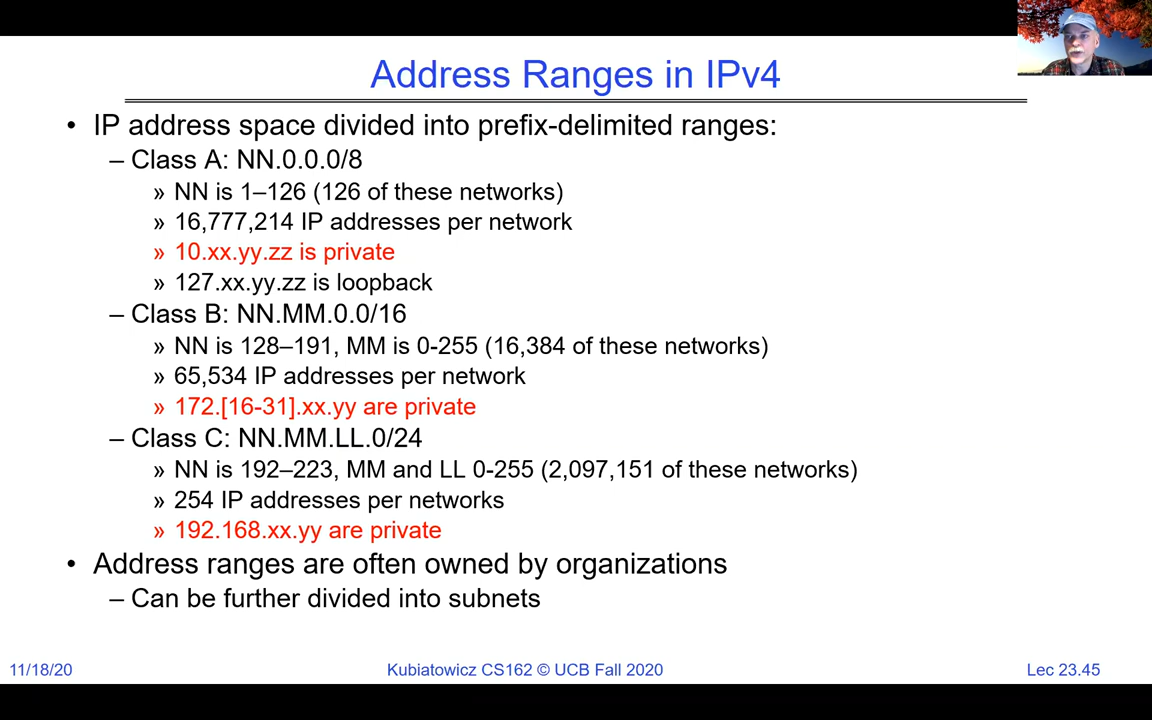 Address Ranges in IPv4
• IP address space divided into prefix-delimited ranges:
– Class A: NN.0.0.0/8
» NN is 1–126 (126 of these networks)
» 16,777,214 IP addresses per network
» 10.xx.yy.zz is private
» 127.xx.yy.zz is loopback
– Class B: NN.MM.0.0/16
» NN is 128–191, MM is 0-255 (16,384 of these networks)
» 65,534 IP addresses per network
» 172.[16-31].xx.yy are private
– Class C: NN.MM.LL.0/24
» NN is 192–223, MM and LL 0-255 (2,097,151 of these networks)
» 254 IP addresses per networks
» 192.168.xx.yy are private
• Address ranges are often owned by organizations
– Can be further divided into subnets
11/18/20 Kubiatowicz CS162 © UCB Fall 2020 Lec 23.45